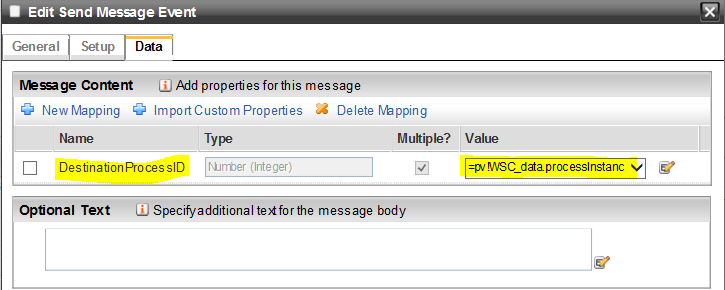 Edit Send Message Event
General Setup Data
Message Content Add properties for this message
New Mapping Import Custom Properties Delete Mapping
Name Type Multiple? Value
DestinationProcessID Number (Integer) =pv!WSC_data.processInstanc
Optional Text Specify additional text for the message body